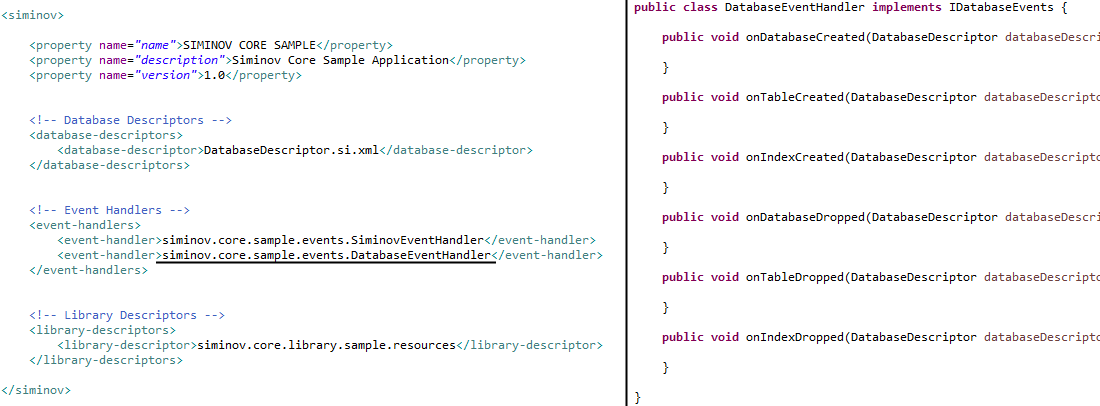 <siminov>
<property name="name">SIMINOV CORE SAMPLE</property>
<property name="description">Siminov Core Sample Application</property>
<property name="version">1.0</property>
<!-- Database Descriptors -->
<database-descriptors>
<database-descriptor>DatabaseDescriptor.si.xml</database-descriptor>
</database-descriptors>
<!-- Event Handlers -->
<event-handlers>
<event-handler>siminov.core.sample.events.SiminovEventHandler</event-handler>
<event-handler>siminov.core.sample.events.DatabaseEventHandler</event-handler>
</event-handlers>
<!-- Library Descriptors -->
<library-descriptors>
<library-descriptor>siminov.core.library.sample.resources</library-descriptor>
</library-descriptors>
</siminov>
public class DatabaseEventHandler implements IDatabaseEvents {
public void onDatabaseCreated(DatabaseDescriptor databaseDescri
}
public void onTableCreated(DatabaseDescriptor databaseDescripto
}
public void onIndexCreated(DatabaseDescriptor databaseDescripto
}
public void onDatabaseDropped(DatabaseDescriptor databaseDescri
}
public void onTableDropped(DatabaseDescriptor databaseDescripto
}
public void onIndexDropped(DatabaseDescriptor databaseDescripto
}
}